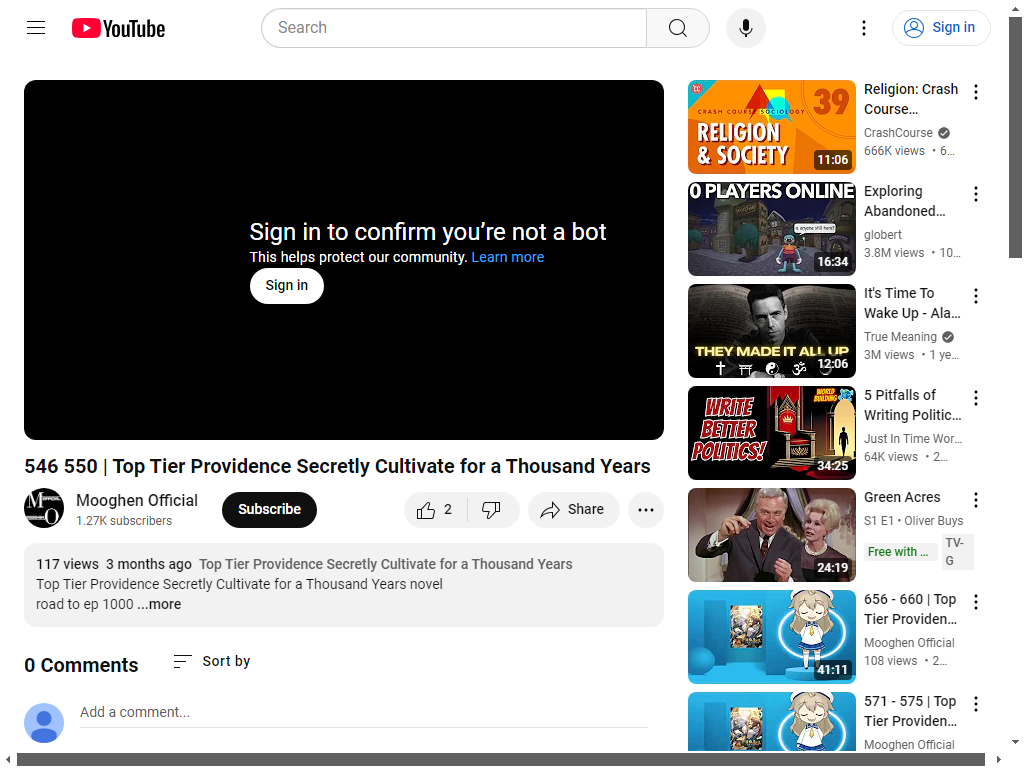 YouTube
Search
Sign in
Sign in to confirm you’re not a bot
This helps protect our community. Learn more
Sign in
546 550 | Top Tier Providence Secretly Cultivate for a Thousand Years
Mooghen Official
1.27K subscribers
Subscribe
2
Share
117 views 3 months ago Top Tier Providence Secretly Cultivate for a Thousand Years
Top Tier Providence Secretly Cultivate for a Thousand Years novel
road to ep 1000 ...more
0 Comments
Sort by
Add a comment...
CC
CRASH COURSE SOCIOLOGY
39
RELIGION
& SOCIETY
11:06
Religion: Crash
Course…
CrashCourse
666K views • 6…
0 PLAYERS ONLINE
is anyone still here?
16:34
Exploring
Abandoned…
globert
3.8M views • 10…
THEY MADE IT ALL UP
12:06
It's Time To
Wake Up - Ala…
True Meaning
3M views • 1 ye…
WORLD
BUILDING
WRITE
BETTER
POLITICS!
34:25
5 Pitfalls of
Writing Politic…
Just In Time Wor…
64K views • 2…
24:19
Green Acres
S1 E1 • Oliver Buys
Free with …
TV-
G
41:11
656 - 660 | Top
Tier Providen…
Mooghen Official
108 views • 2…
571 - 575 | Top
Tier Providen…
Mooghen Official